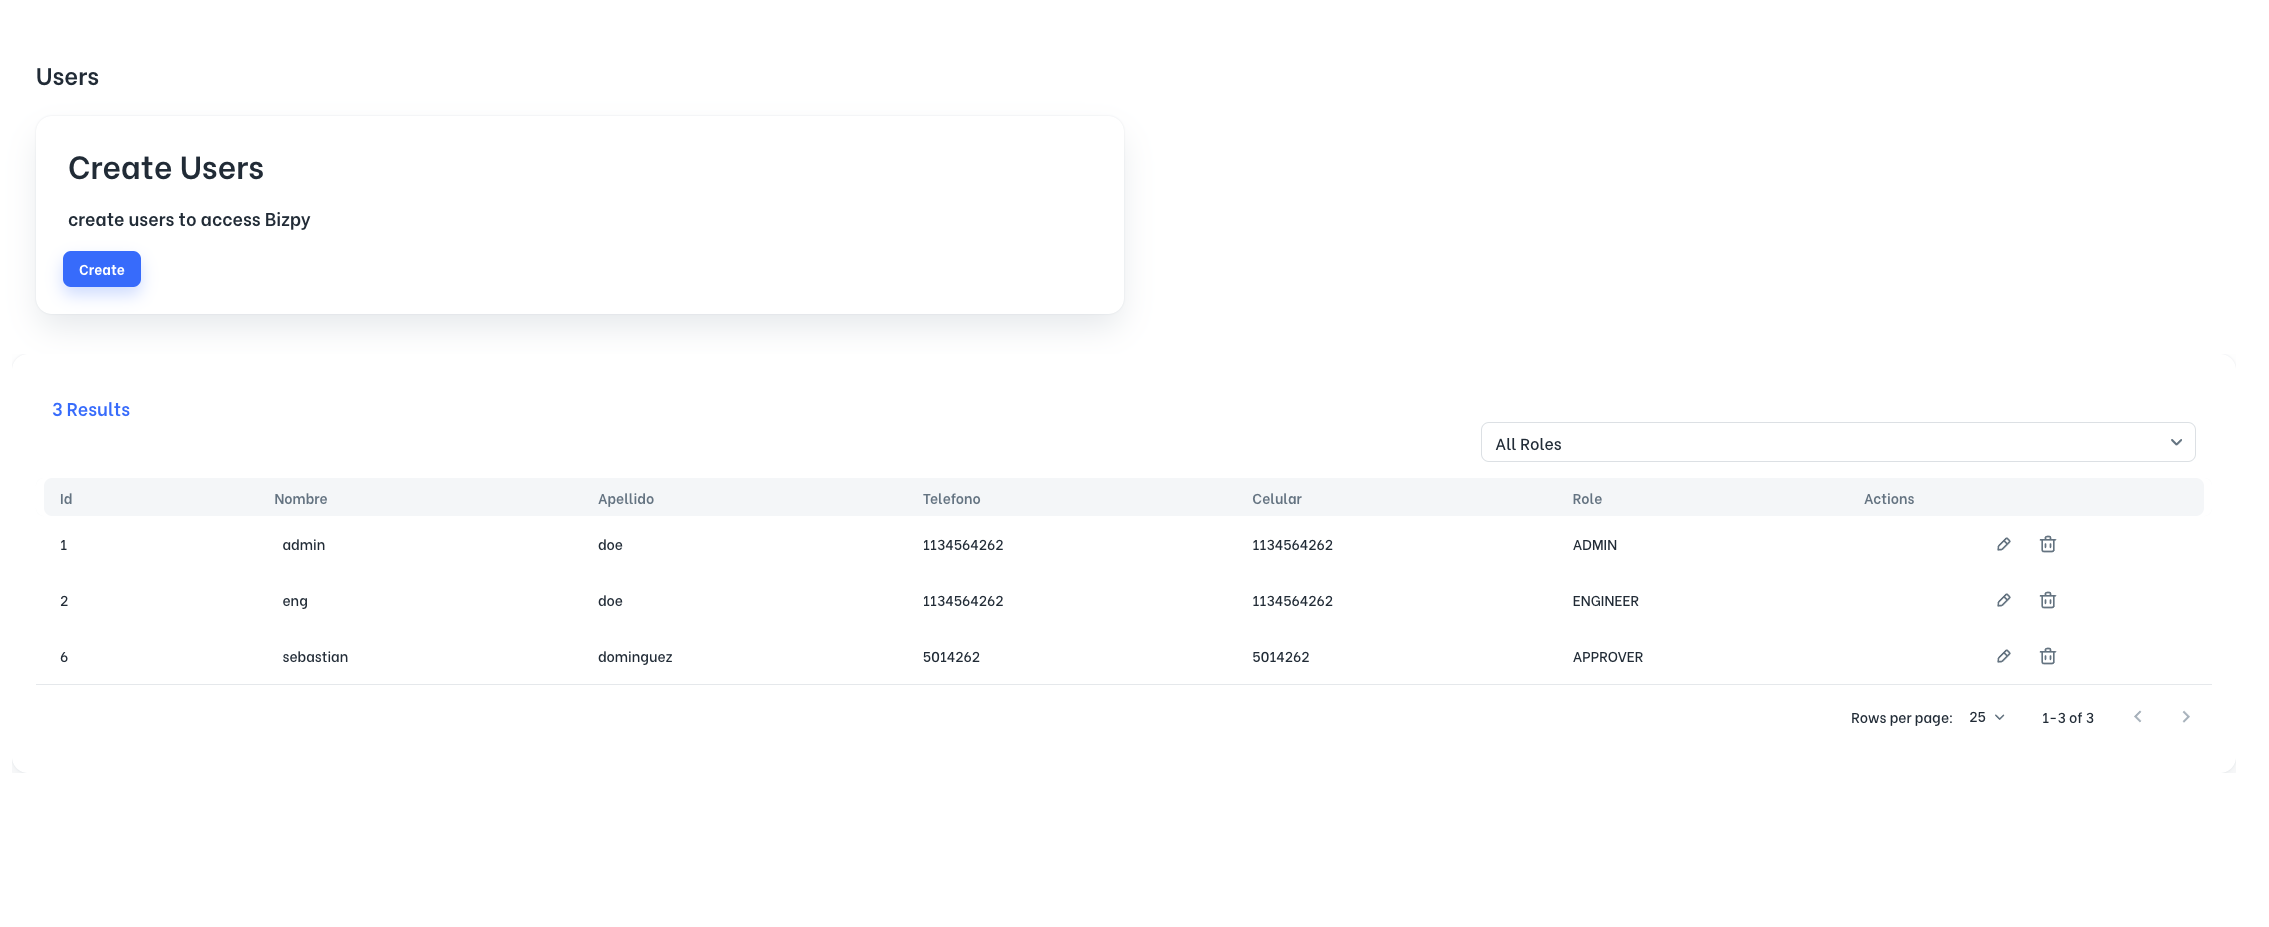 Users
Create Users
create users to access Bizpy
Create
3 Results
All Roles
Id Nombre Apellido Telefono Celular Role Actions
1 admin doe 1134564262 1134564262 ADMIN
2 eng doe 1134564262 1134564262 ENGINEER
6 sebastian dominguez 5014262 5014262 APPROVER
Rows per page: 25 1-3 of 3